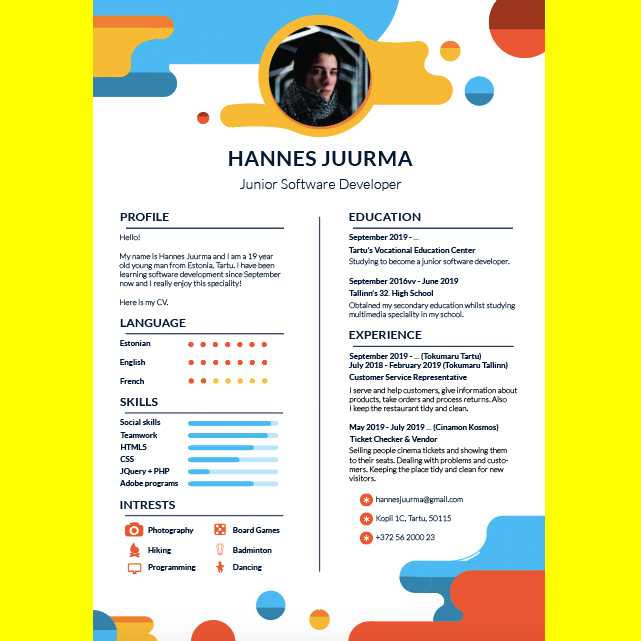 HANNES JUURMA
Junior Software Developer
PROFILE
Hello!
My name is Hannes Juurma and I am a 19 year
old young man from Estonia, Tartu. I have been
learning software development since September
now and I really enjoy this speciality!
Here is my CV.
LANGUAGE
Estonian
English
French
SKILLS
Social skills
Teamwork
HTML5
CSS
JQuery + PHP
Adobe programs
INTRESTS
Photography
Board Games
Hiking
Badminton
Programming
Dancing
EDUCATION
September 2019 - ...
Tartu's Vocational Education Center
Studying to become a junior software developer.
September 2016vv - June 2019
Tallinn's 32. High School
Obtained my secondary education whilst studying
multimedia speciality in my school.
EXPERIENCE
September 2019 - ... (Tokumaru Tartu)
July 2018 - February 2019 (Tokumaru Tallinn)
Customer Service Representative
I serve and help customers, give information about
products, take orders and process returns. Also
I keep the restaurant tidy and clean.
May 2019 - July 2019 ... (Cinamon Kosmos)
Ticket Checker & Vendor
Selling people cinema tickets and showing them
to their seats. Dealing with problems and custo-
mers. Keeping the place tidy and clean for new
visitors.
hannesjuurma@gmail.com
Kopli 1C, Tartu, 50115
+372 56 2000 23